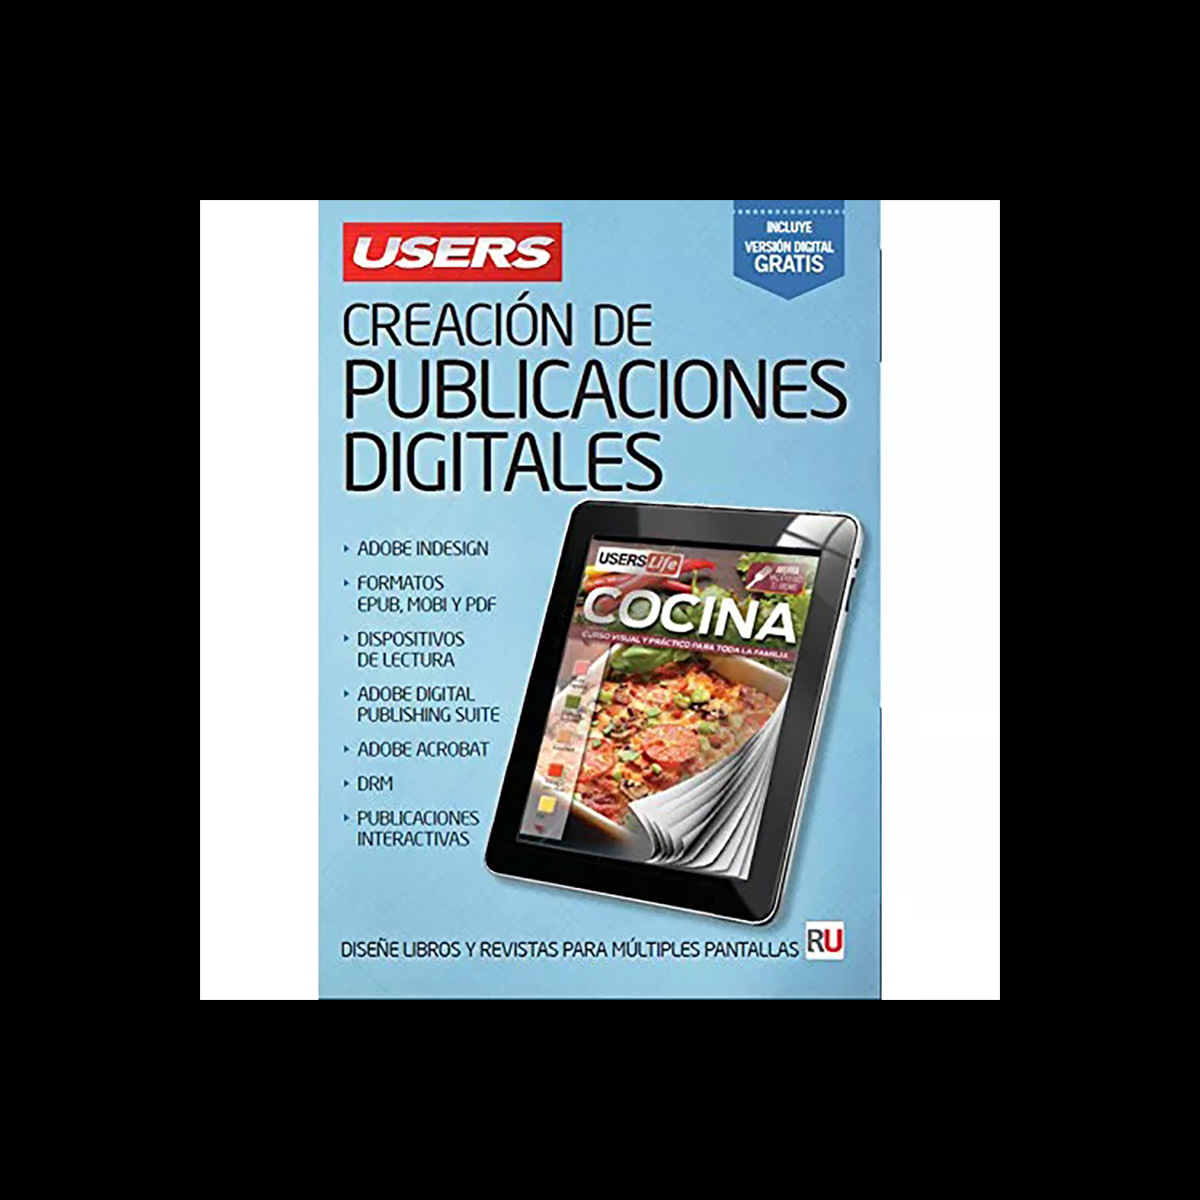 USERS
INCLUYE
VERSIÓN DIGITAL
GRATIS
CREACIÓN DE
PUBLICACIONES
DIGITALES
ADOBE INDESIGN
FORMATOS
EPUB, MOBI Y PDF
DISPOSITIVOS
DE LECTURA
ADOBE DIGITAL
PUBLISHING SUITE
ADOBE ACROBAT
DRM
PUBLICACIONES
INTERACTIVAS
USERS Life
COCINA
CURSO VISUAL Y PRÁCTICO PARA TODA LA FAMILIA
DISEÑE LIBROS Y REVISTAS PARA MÚLTIPLES PANTALLAS
RU